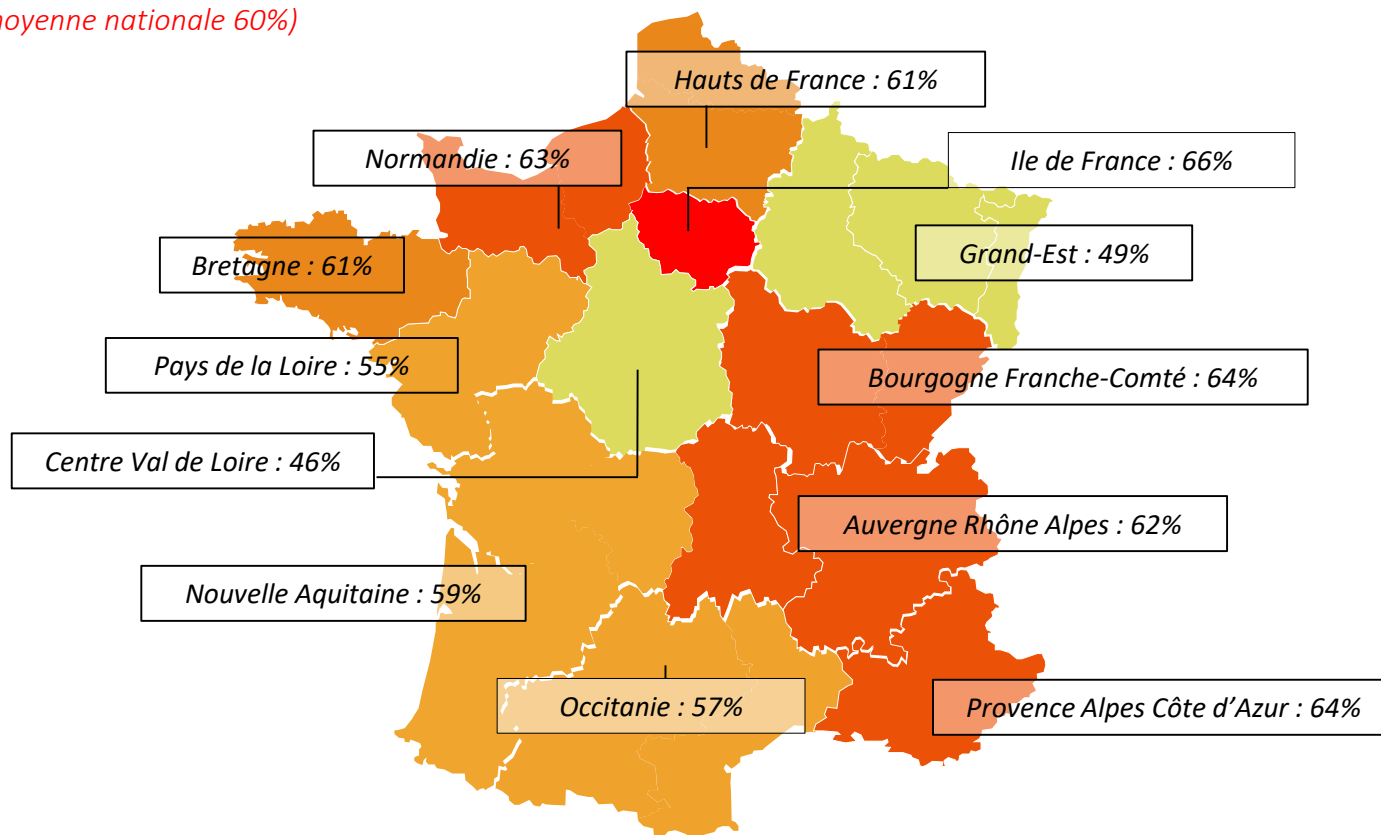 moyenne nationale 60%)
Hauts de France : 61%
Normandie : 63%
Ile de France : 66%
Bretagne : 61%
Grand-Est : 49%
Pays de la Loire : 55%
Bourgogne Franche-Comté : 64%
Centre Val de Loire : 46%
Auvergne Rhône Alpes : 62%
Nouvelle Aquitaine : 59%
Occitanie : 57%
Provence Alpes Côte d’Azur : 64%